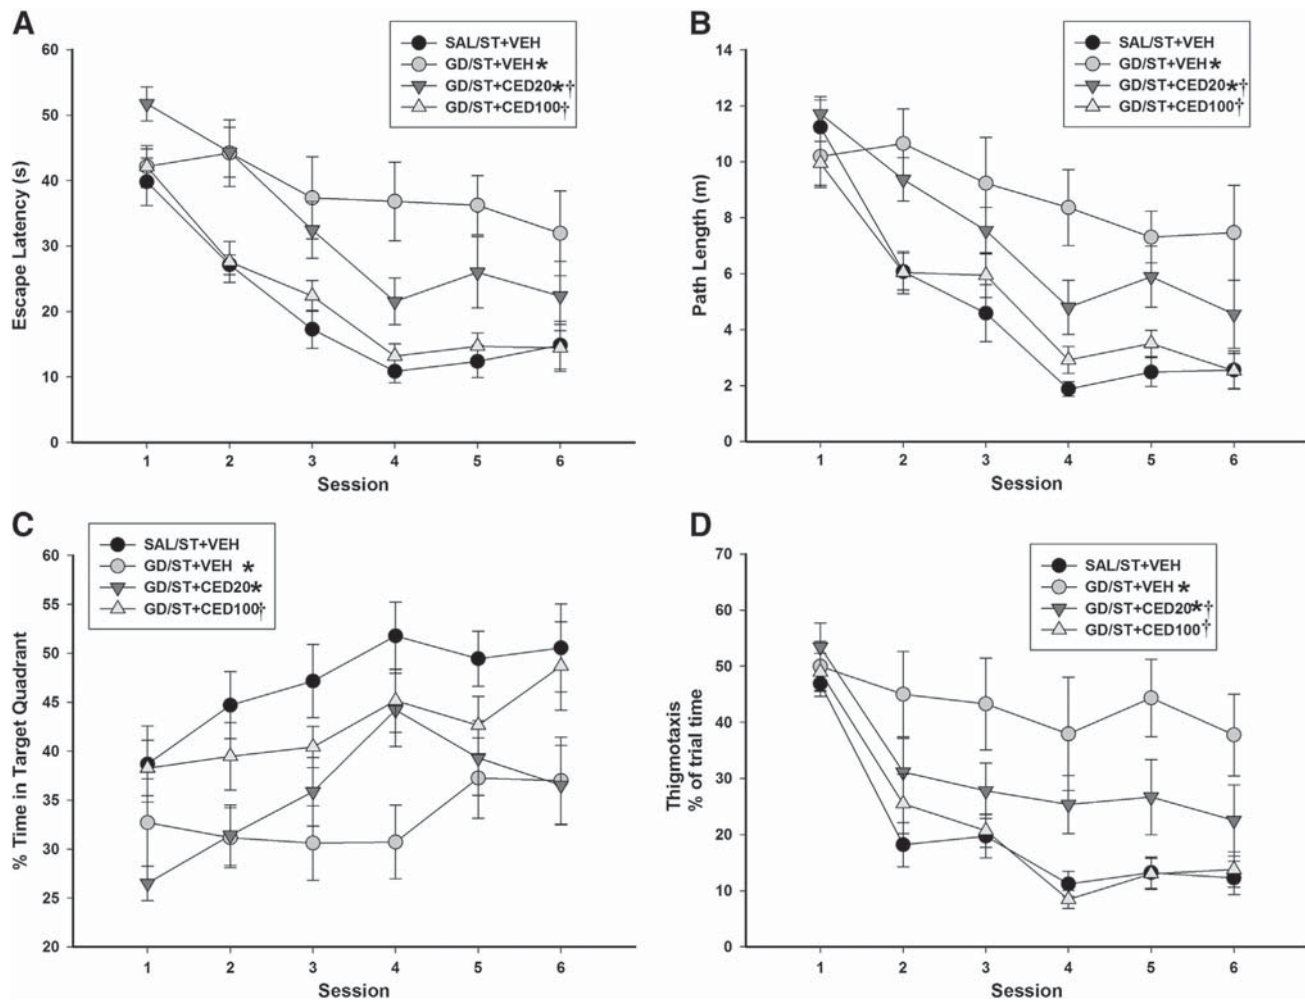 A
SAL/ST+VEH
GD/ST+VEH*
GD/ST+CED20*†
GD/ST+CED100†
Escape Latency (s)
60
50
40
30
20
10
0
1 2 3 4 5 6
Session
B
SAL/ST+VEH
GD/ST+VEH*
GD/ST+CED20*†
GD/ST+CED100†
Path Length (m)
14
12
10
8
6
4
2
0
1 2 3 4 5 6
Session
C
SAL/ST+VEH
GD/ST+VEH *
GD/ST+CED20*
GD/ST+CED100†
% Time in Target Quadrant
60
55
50
45
40
35
30
25
20
1 2 3 4 5 6
Session
D
SAL/ST+VEH
GD/ST+VEH*
GD/ST+CED20*†
GD/ST+CED100†
Thigmotaxis
% of trial time
70
60
50
40
30
20
10
0
1 2 3 4 5 6
Session